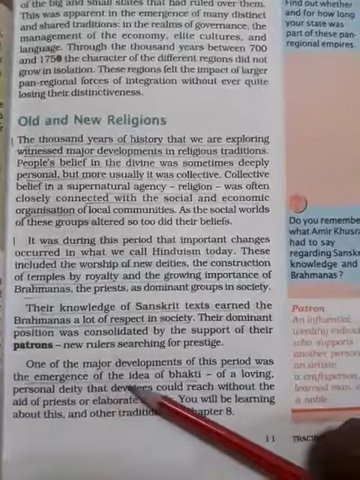 of the big and small states that had ruled over them.
This was apparent in the emergence of many distinct
and shared traditions: in the realms of governance, the
management of the economy, elite cultures, and
language. Through the thousand years between 700
and 1750 the character of the different regions did not
grow in isolation. These regions felt the impact of larger
pan-regional forces of integration without ever quite
losing their distinctiveness.
Old and New Religions
The thousand years of history that we are exploring
witnessed major developments in religious traditions.
People's belief in the divine was sometimes deeply
personal, but more usually it was collective. Collective
belief in a supernatural agency – religion – was often
closely connected with the social and economic
organisation of local communities. As the social worlds
of these groups altered so too did their beliefs.
It was during this period that important changes
occurred in what we call Hinduism today. These
included the worship of new deities, the construction
of temples by royalty and the growing importance of
Brahmanas, the priests, as dominant groups in society.
Their knowledge of Sanskrit texts earned the
Brahmanas a lot of respect in society. Their dominant
position was consolidated by the support of their
patrons – new rulers searching for prestige.
One of the major developments of this period was
the emergence of the idea of bhakti – of a loving,
personal deity that devotees could reach without the
aid of priests or elaborate You will be learning
about this, and other Chapter 8.
11
Find out whether
and for how long
your state was
part of these pan-
regional empires.
Do you remember
what Amir Khusrau
had to say
regarding Sanskrit,
knowledge and
Brahmanas ?
Patron
An influential,
wealthy
who supports
another person –
an artiste,
a craftsperson,
learned man,
a noble.